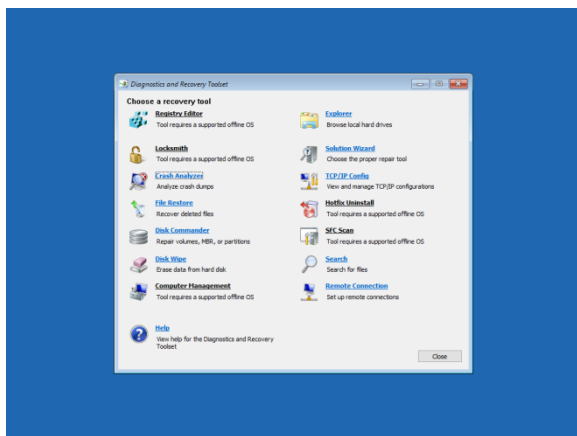 Diagnostics and Recovery Toolset
Choose a recovery tool
Registry Editor
Tool requires a supported offline OS
Explorer
Browse local hard drives
Locksmith
Tool requires a supported offline OS
Solution Wizard
Choose the proper repair tool
Crash Analyzer
Analyze crash dumps
TCP/IP Config
View and manage TCP/IP configurations
File Restore
Recover deleted files
Hotfix Uninstall
Tool requires a supported offline OS
Disk Commander
Repair volumes, MBR, or partitions
SFC Scan
Tool requires a supported offline OS
Disk Wipe
Erase data from hard disk
Search
Search for files
Computer Management
Tool requires a supported offline OS
Remote Connection
Set up remote connections
Help
View help for the Diagnostics and Recovery
Toolset
Close